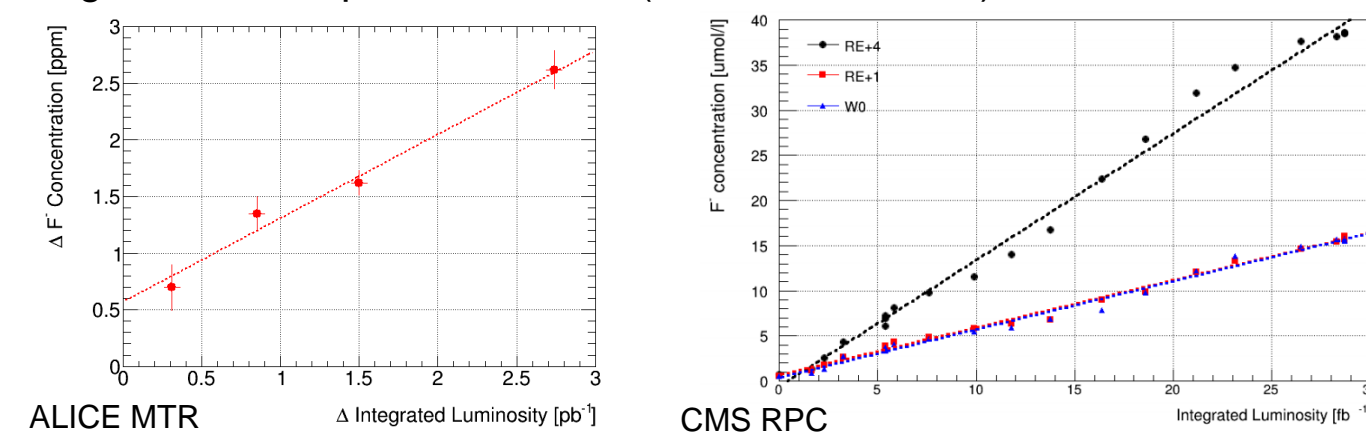 3
2.5
2
1.5
1
0.5
0
Δ F⁻ Concentration [ppm]
0 0.5 1 1.5 2 2.5 3
Δ Integrated Luminosity [pb⁻¹]
ALICE MTR
40
35
30
25
20
15
10
5
0
F⁻ concentration [umol/l]
RE+4
RE+1
W0
0 5 10 15 20 25
Integrated Luminosity [fb⁻¹
CMS RPC